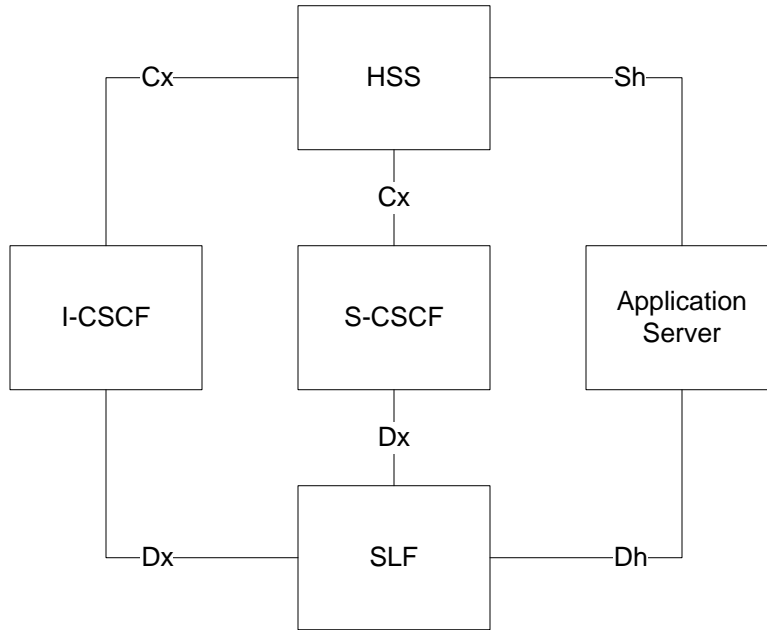 Cx
HSS
Sh
Cx
I-CSCF
S-CSCF
Application
Server
Dx
Dx
SLF
Dh